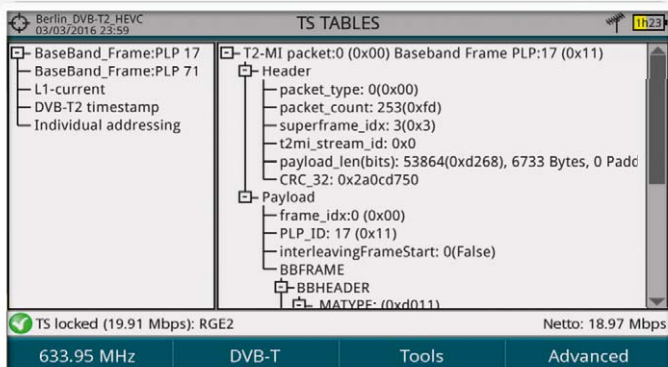 Berlin_DVB-T2_HEVC
03/03/2016 23:59
TS TABLES
1h23
BaseBand_Frame:PLP 17
BaseBand_Frame:PLP 71
L1-current
DVB-T2 timestamp
Individual addressing
T2-MI packet:0 (0x00) Baseband Frame PLP:17 (0x11)
Header
packet_type: 0(0x00)
packet_count: 253(0xfd)
superframe_idx: 3(0x3)
t2mi_stream_id: 0x0
payload_len(bits): 53864(0xd268), 6733 Bytes, 0 Padd
CRC_32: 0x2a0cd750
Payload
frame_idx:0 (0x00)
PLP_ID: 17 (0x11)
interleavingFrameStart: 0(False)
BBFRAME
BBHEADER
MATYPE: (0xd011)
TS locked (19.91 Mbps): RGE2
Netto: 18.97 Mbps
633.95 MHz
DVB-T
Tools
Advanced